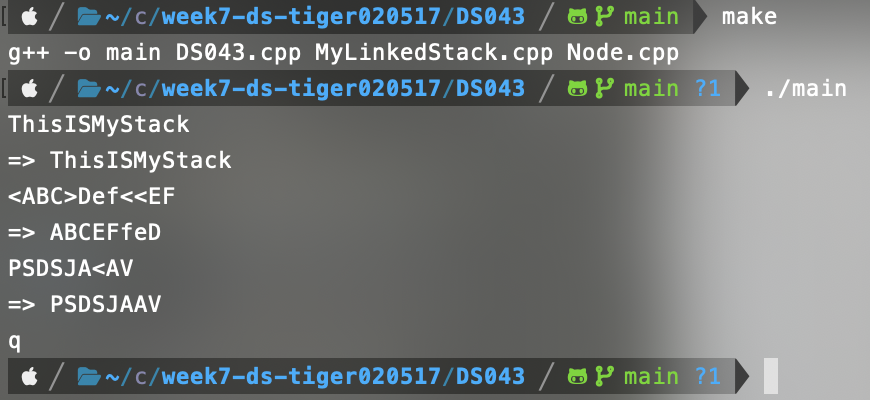 ~/c/week7-ds-tiger020517/DS043 main make
g++ -o main DS043.cpp MyLinkedStack.cpp Node.cpp
~/c/week7-ds-tiger020517/DS043 main ?1 ./main
ThisISMyStack
=> ThisISMyStack
<ABC>Def<<EF
=> ABCEFfeD
PSDSJA<AV
=> PSDSJAAV
q
~/c/week7-ds-tiger020517/DS043 main ?1